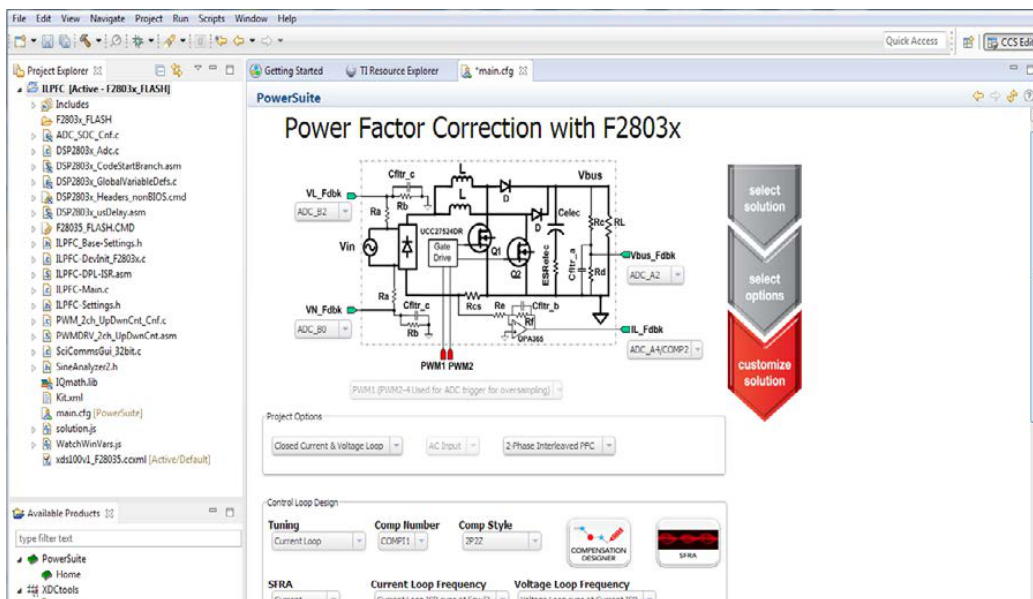 File Edit View Navigate Project Run Scripts Window Help
Quick Access
CCS Edit
Project Explorer
Getting Started
TI Resource Explorer
*main.cfg
ILPFC [Active - F2803x_FLASH]
Includes
F2803x_FLASH
ADC_SOC_Cnf.c
DSP2803x_Adc.c
DSP2803x_CodeStartBranch.asm
DSP2803x_GlobalVariableDefs.c
DSP2803x_Headers_nonBIOS.cmd
DSP2803x_usDelay.asm
F28035_FLASH.CMD
ILPFC_Base-Settings.h
ILPFC-DevInit_F2803x.c
ILPFC-DPL-ISR.asm
ILPFC-Main.c
ILPFC-Settings.h
PWM_2ch_UpDwnCnt_Cnf.c
PWMDRV_2ch_UpDwnCnt.asm
SciCommsGui_32bit.c
SineAnalyzer2.h
IQmath.lib
Kit.xml
main.cfg [PowerSuite]
solution.js
WatchWinVars.js
xds100v1_F28035.ccxml [Active/Default]
Available Products
type filter text
PowerSuite
Home
XDCtools
PowerSuite
Power Factor Correction with F2803x
VL_Fdbk
ADC_B2
Cfltr_c
Ra
Rb
L
L
D
D
Vbus
Celec
Rc
RL
Vin
UCC27524DR
Gate
Drive
Q1
Q2
ESRelec
Cfltr_a
Rd
Vbus_Fdbk
ADC_A2
Ra
Cfltr_c
Rb
VN_Fdbk
ADC_B0
Rcs
Re
Cfltr_b
Rf
OPA365
IL_Fdbk
ADC_A4/COMP2
PWM1 PWM2
PWM1 (PWM2-4 Used for ADC trigger for oversampling)
select
solution
select
options
customize
solution
Project Options
Closed Current & Voltage Loop
AC Input
2-Phase Interleaved PFC
Control Loop Design
Tuning
Comp Number
Comp Style
Current Loop
COMPI1
2P2Z
COMPENSATION
DESIGNER
SFRA
SFRA
Current Loop Frequency
Voltage Loop Frequency
Current